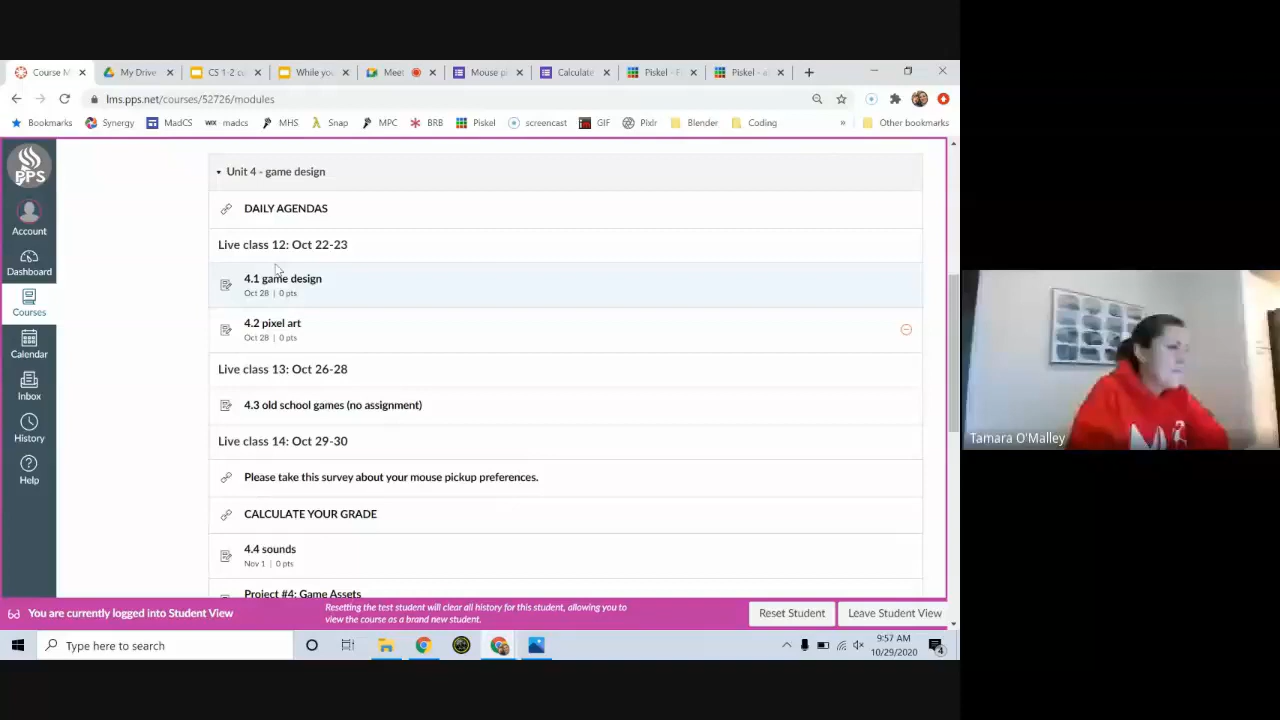 Course M
My Drive
CS 1-2 cu
While you
Meet
Mouse pi
Calculate
Piskel - F
Piskel - a
lms.pps.net/courses/52726/modules
Bookmarks
Synergy
MadCS
WIX madcs
MHS
Snap
MPC
BRB
Piskel
screencast
GIF
Pixlr
Blender
Coding
»
Other bookmarks
PPS
Account
Dashboard
Courses
Calendar
Inbox
History
Help
Unit 4 - game design
DAILY AGENDAS
Live class 12: Oct 22-23
4.1 game design
Oct 28 | 0 pts
4.2 pixel art
Oct 28 | 0 pts
Live class 13: Oct 26-28
4.3 old school games (no assignment)
Live class 14: Oct 29-30
Please take this survey about your mouse pickup preferences.
CALCULATE YOUR GRADE
4.4 sounds
Nov 1 | 0 pts
Project #4: Game Assets
You are currently logged into Student View
Resetting the test student will clear all history for this student, allowing you to
view the course as a brand new student.
Reset Student
Leave Student View
Type here to search
9:57 AM
10/29/2020
4
Tamara O'Malley